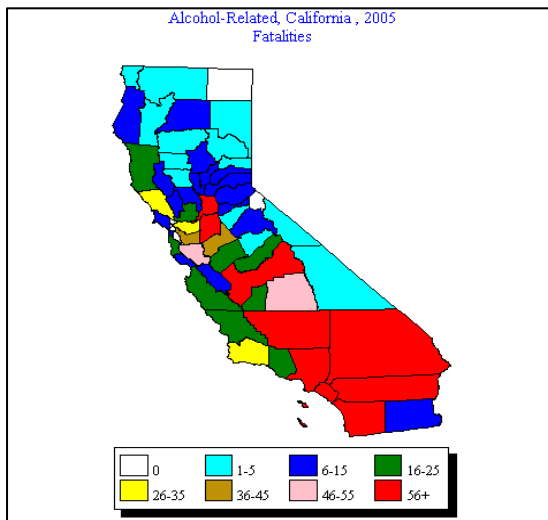 Alcohol-Related, California , 2005
Fatalities
0 1-5 6-15 16-25
26-35 36-45 46-55 56+